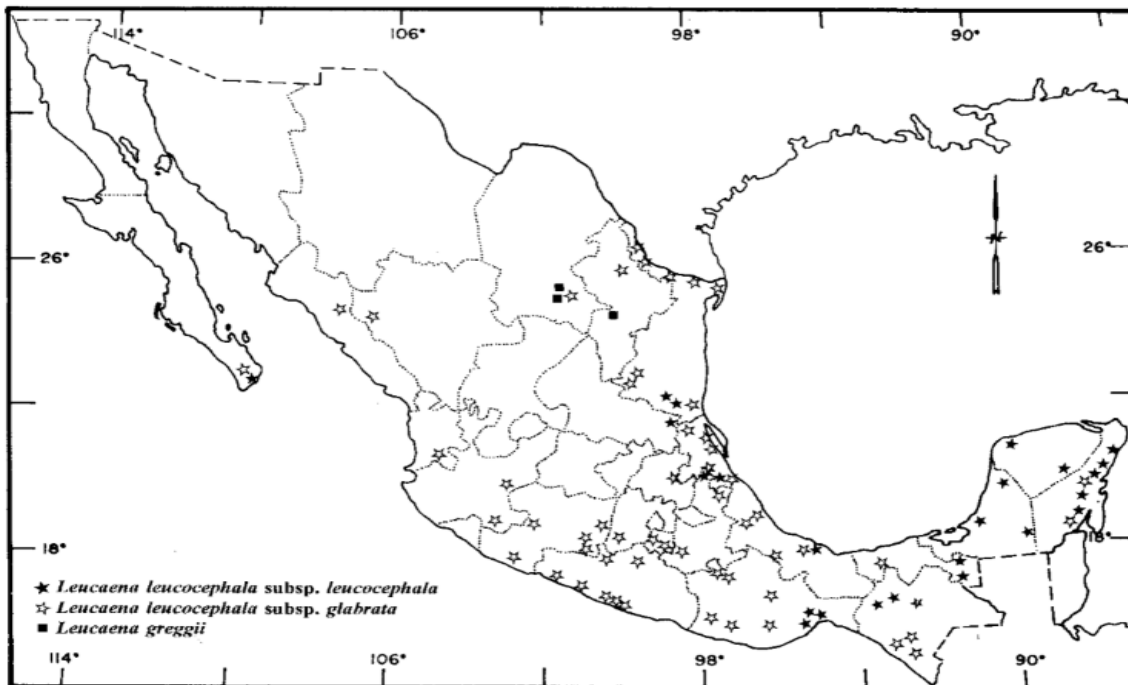 114° 106° 98° 90°
26° 26°
18° 18°
★ Leucaena leucocephala subsp. leucocephala
☆ Leucaena leucocephala subsp. glabrata
■ Leucaena greggii
114° 106° 98° 90°